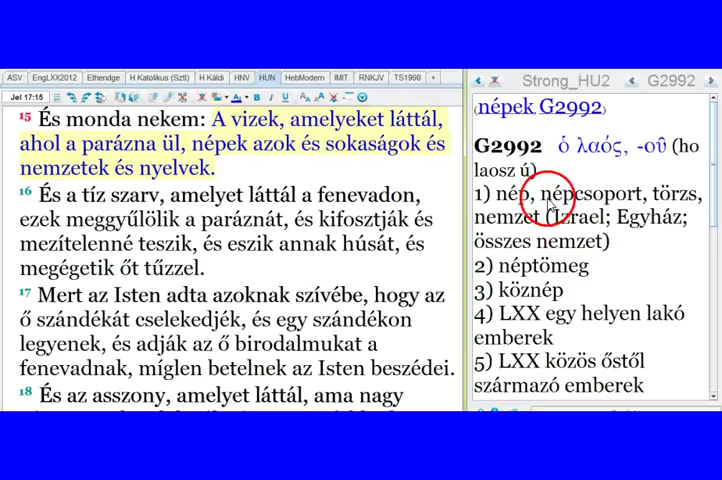 ASV EngLXX2012 Etheridge H Katolikus (SztI) H Káldi HNV HUN HebModern IMIT RNKJV TS1998 +
Jel 17:15
15 És monda nekem: A vizek, amelyeket láttál,
ahol a parázna ül, népek azok és sokaságok és
nemzetek és nyelvek.
16 És a tíz szarv, amelyet láttál a fenevadon,
ezek meggyűlölik a paráznát, és kifosztják és
mezítelenné teszik, és eszik annak húsát, és
megégetik őt tűzzel.
17 Mert az Isten adta azoknak szívébe, hogy az
ő szándékát cselekedjék, és egy szándékon
legyenek, és adják az ő birodalmukat a
fenevadnak, míglen betelnek az Isten beszédei.
18 És az asszony, amelyet láttál, ama nagy
Strong_HU2 G2992
(népek G2992)
G2992 ὁ λαός, -οῦ (ho
laosz ú)
1) nép, népcsoport, törzs,
nemzet (Izrael; Egyház;
összes nemzet)
2) néptömeg
3) köznép
4) LXX egy helyen lakó
emberek
5) LXX közös őstől
származó emberek